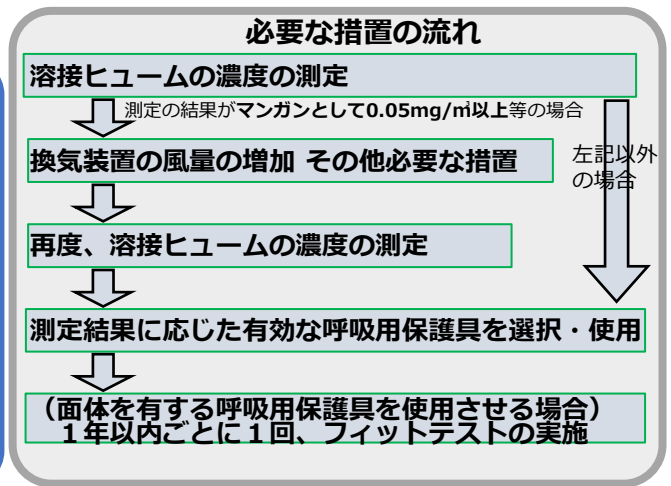 必要な措置の流れ
溶接ヒュームの濃度の測定
測定の結果がマンガンとして0.05mg/㎥以上等の場合
換気装置の風量の増加 その他必要な措置
左記以外
の場合
再度、溶接ヒュームの濃度の測定
測定結果に応じた有効な呼吸用保護具を選択・使用
（面体を有する呼吸用保護具を使用させる場合）
１年以内ごとに１回、フィットテストの実施